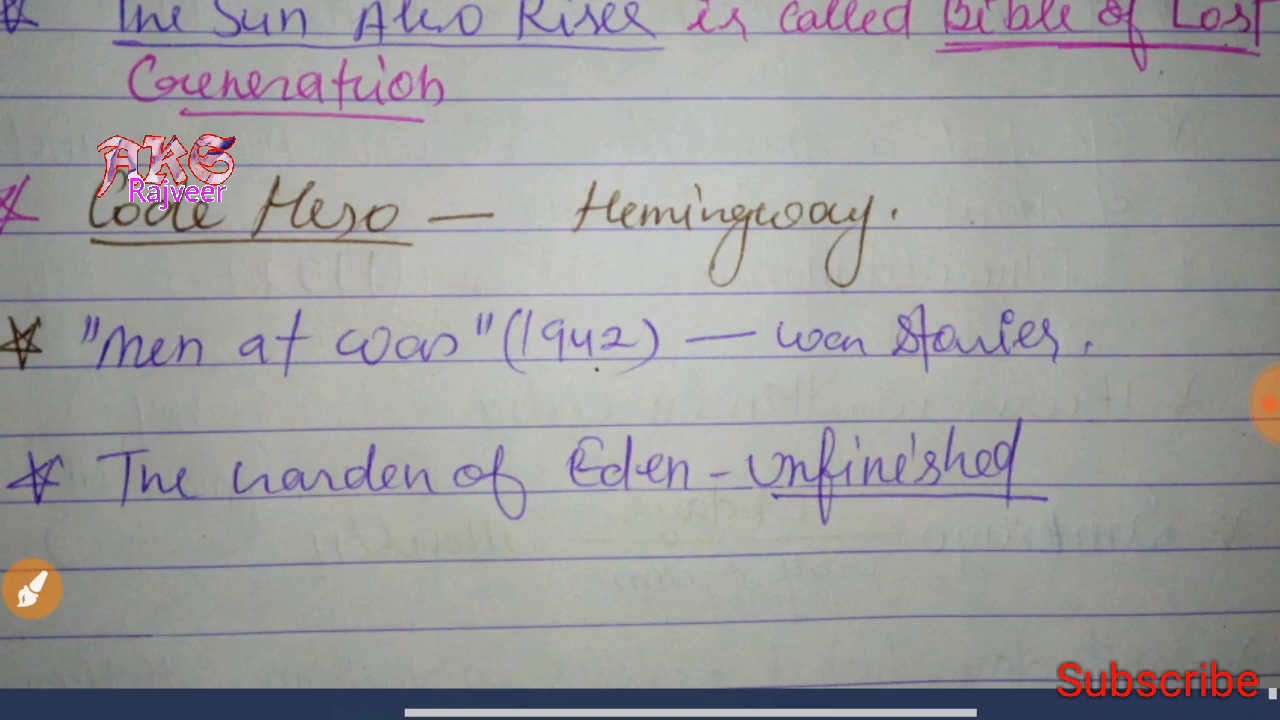 The Sun Also Rises is called Bible of Lost
Generation
AKS
Rajveer
Code Hero — Hemingway.
"Men at War" (1942) — War Stories.
The Garden of Eden - Unfinished
Subscribe